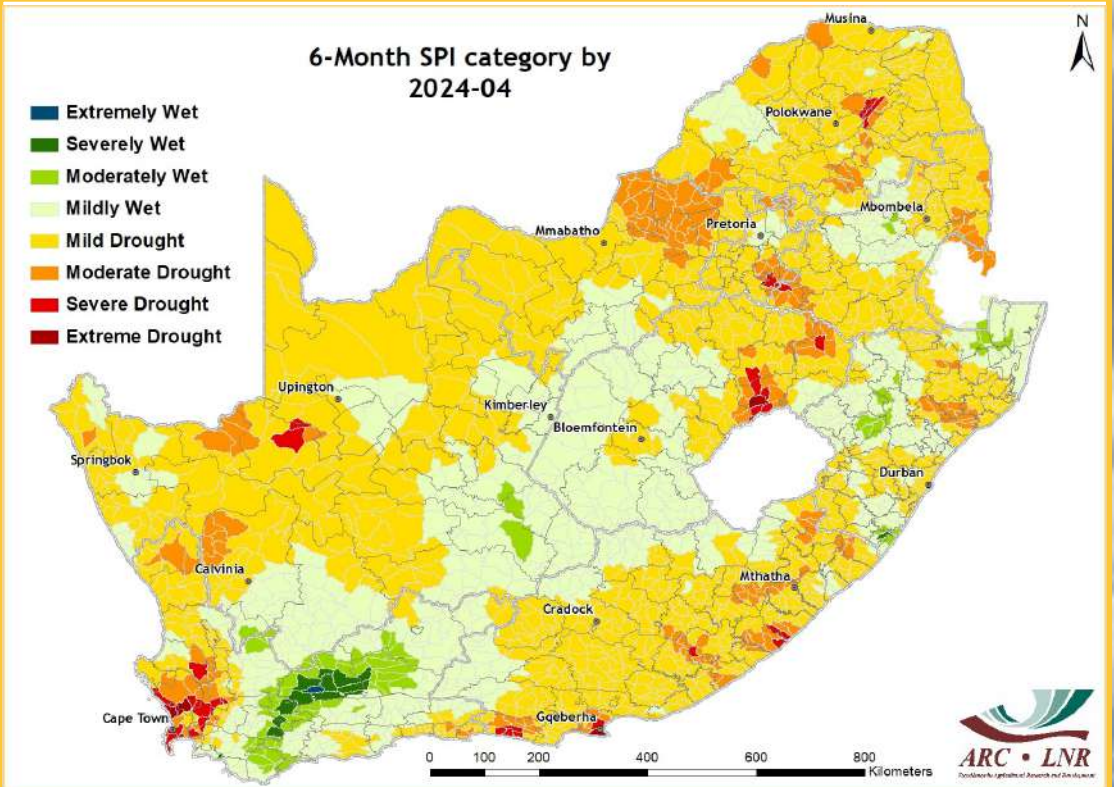 6-Month SPI category by
2024-04
N
Extremely Wet
Severely Wet
Moderately Wet
Mildly Wet
Mild Drought
Moderate Drought
Severe Drought
Extreme Drought
Musina
Polokwane
Mbombela
Pretoria
Mmabatho
Upington
Kimberley
Bloemfontein
Springbok
Durban
Calvinia
Mthatha
Cradock
Cape Town
Gqeberha
0 100 200 400 600 800
Kilometers
ARC • LNR